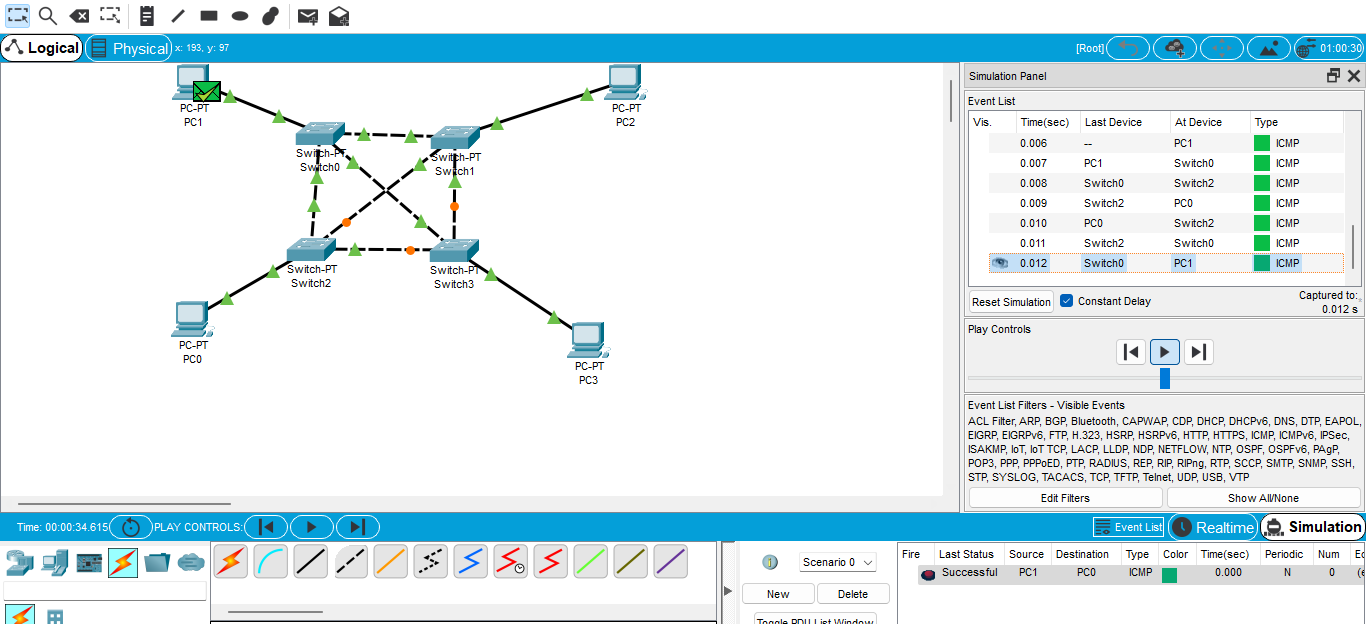 Logical
Physical
x: 193, y: 97
[Root]
01:00:30
PC-PT
PC1
PC-PT
PC2
Switch-PT
Switch0
Switch-PT
Switch1
Switch-PT
Switch2
Switch-PT
Switch3
PC-PT
PC0
PC-PT
PC3
Simulation Panel
Event List
Vis. Time(sec) Last Device At Device Type
0.006 -- PC1 ICMP
0.007 PC1 Switch0 ICMP
0.008 Switch0 Switch2 ICMP
0.009 Switch2 PC0 ICMP
0.010 PC0 Switch2 ICMP
0.011 Switch2 Switch0 ICMP
0.012 Switch0 PC1 ICMP
Reset Simulation
Constant Delay
Captured to:
0.012 s
Play Controls
Event List Filters - Visible Events
ACL Filter, ARP, BGP, Bluetooth, CAPWAP, CDP, DHCP, DHCPv6, DNS, DTP, EAPOL,
EIGRP, EIGRPv6, FTP, H.323, HSRP, HSRPv6, HTTP, HTTPS, ICMP, ICMPv6, IPSec,
ISAKMP, IoT, IoT TCP, LACP, LLDP, NDP, NETFLOW, NTP, OSPF, OSPFv6, PAgP,
POP3, PPP, PPPoED, PTP, RADIUS, REP, RIP, RIPng, RTP, SCCP, SMTP, SNMP, SSH,
STP, SYSLOG, TACACS, TCP, TFTP, Telnet, UDP, USB, VTP
Edit Filters
Show All/None
Time: 00:00:34.615
PLAY CONTROLS:
Event List
Realtime
Simulation
Scenario 0
New
Delete
Toggle PDU List Window
Fire Last Status Source Destination Type Color Time(sec) Periodic Num
Successful PC1 PC0 ICMP 0.000 N 0